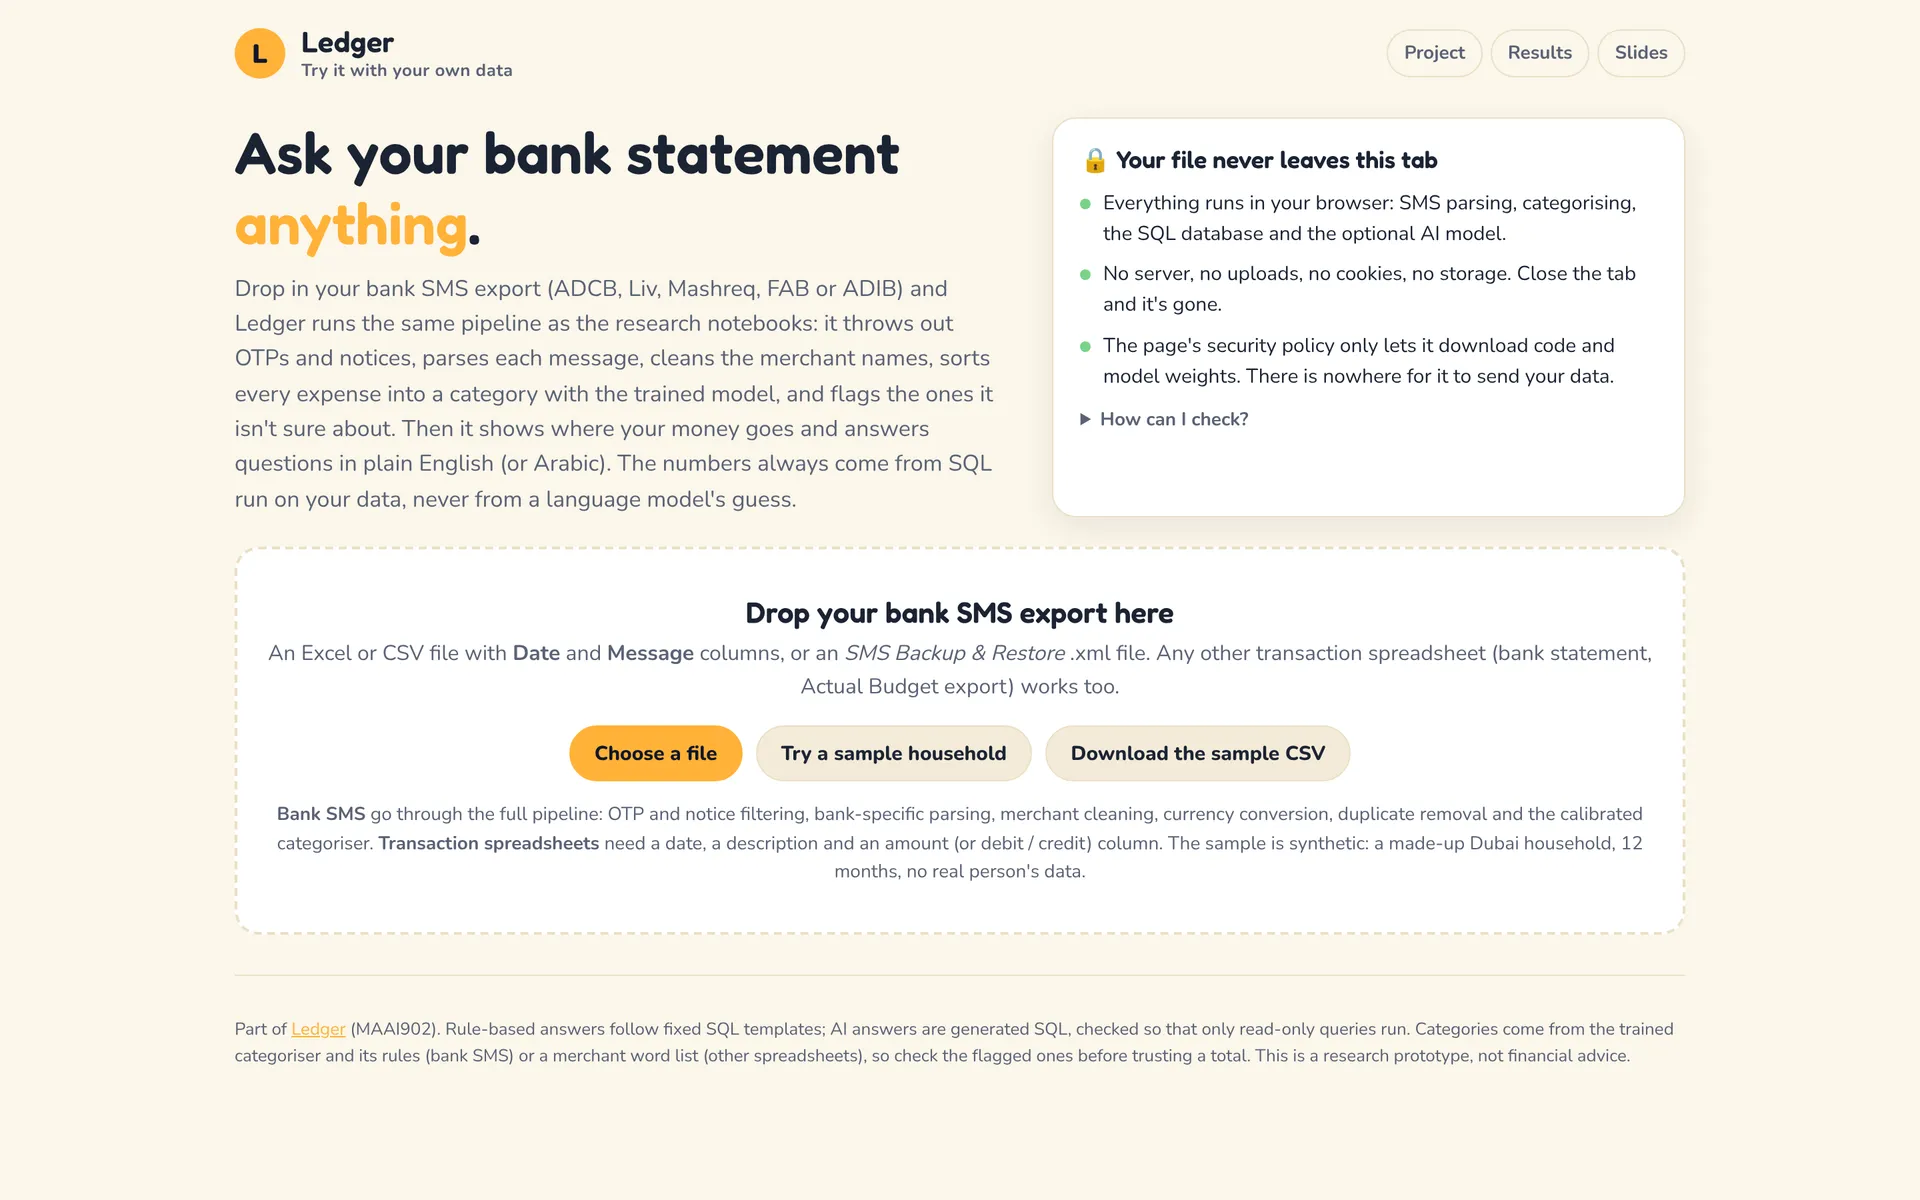 L
Ledger
Try it with your own data
Project
Results
Slides
Ask your bank statement
anything.
Drop in your bank SMS export (ADCB, Liv, Mashreq, FAB or ADIB) and
Ledger runs the same pipeline as the research notebooks: it throws out
OTPs and notices, parses each message, cleans the merchant names, sorts
every expense into a category with the trained model, and flags the ones it
isn't sure about. Then it shows where your money goes and answers
questions in plain English (or Arabic). The numbers always come from SQL
run on your data, never from a language model's guess.
🔒 Your file never leaves this tab
Everything runs in your browser: SMS parsing, categorising,
the SQL database and the optional AI model.
No server, no uploads, no cookies, no storage. Close the tab
and it's gone.
The page's security policy only lets it download code and
model weights. There is nowhere for it to send your data.
How can I check?
Drop your bank SMS export here
An Excel or CSV file with Date and Message columns, or an SMS Backup & Restore .xml file. Any other transaction spreadsheet (bank statement,
Actual Budget export) works too.
Choose a file
Try a sample household
Download the sample CSV
Bank SMS go through the full pipeline: OTP and notice filtering, bank-specific parsing, merchant cleaning, currency conversion, duplicate removal and the calibrated
categoriser. Transaction spreadsheets need a date, a description and an amount (or debit / credit) column. The sample is synthetic: a made-up Dubai household, 12
months, no real person's data.
Part of Ledger (MAAI902). Rule-based answers follow fixed SQL templates; AI answers are generated SQL, checked so that only read-only queries run. Categories come from the trained
categoriser and its rules (bank SMS) or a merchant word list (other spreadsheets), so check the flagged ones before trusting a total. This is a research prototype, not financial advice.